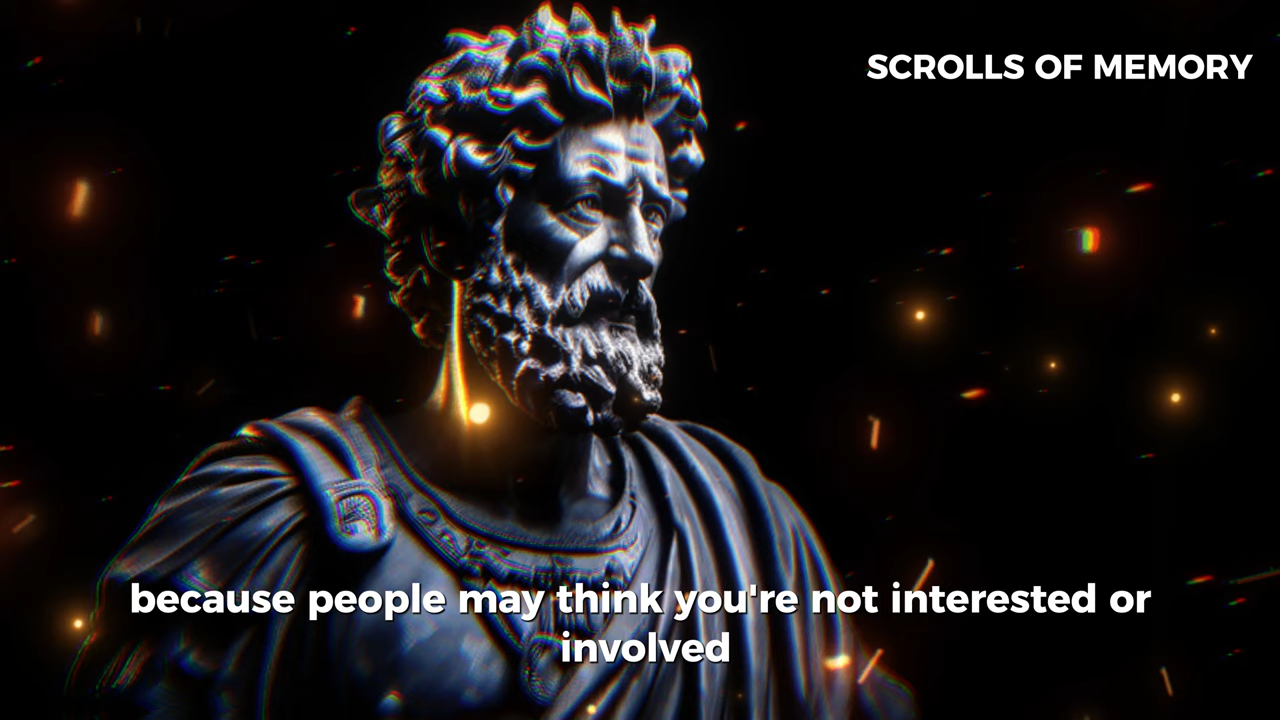 SCROLLS OF MEMORY
because people may think you're not interested or
involved